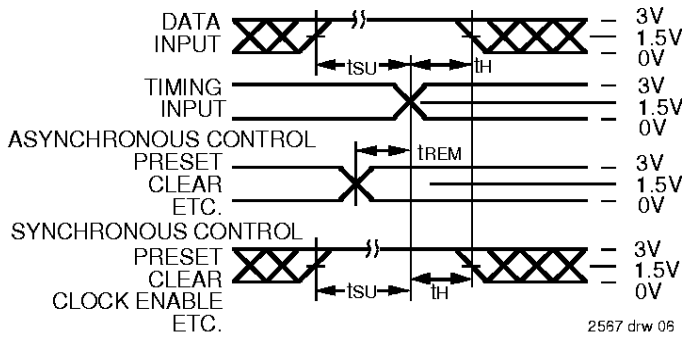 DATA
INPUT
3V
1.5V
0V
tSU
tH
TIMING
INPUT
3V
1.5V
0V
ASYNCHRONOUS CONTROL
PRESET
CLEAR
ETC.
tREM
3V
1.5V
0V
SYNCHRONOUS CONTROL
PRESET
CLEAR
CLOCK ENABLE
ETC.
tSU
tH
3V
1.5V
0V
2567 drw 06